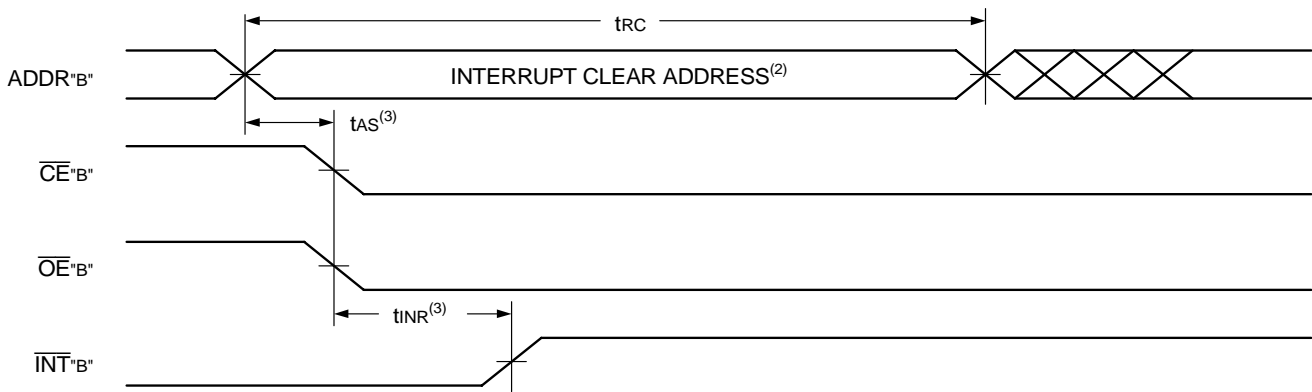 tRC
ADDR"B"
INTERRUPT CLEAR ADDRESS(2)
tAS(3)
CE"B"
OE"B"
tINR(3)
INT"B"